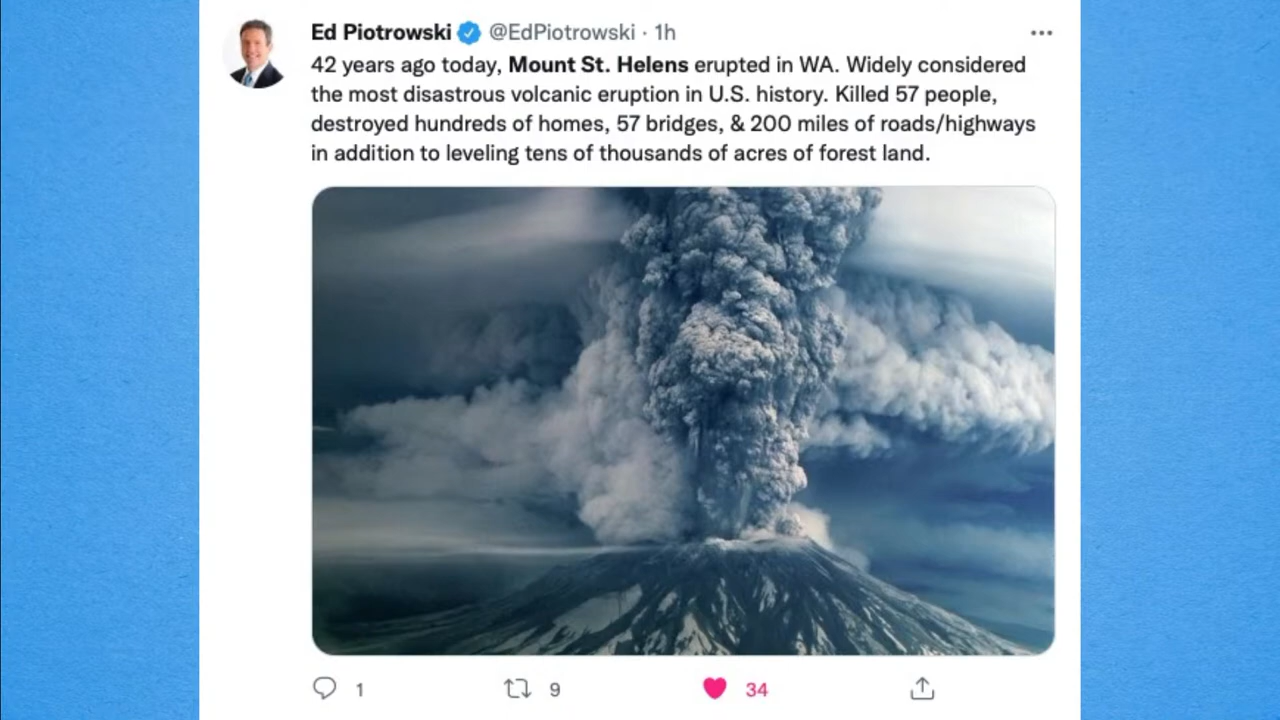 Ed Piotrowski @EdPiotrowski · 1h
42 years ago today, Mount St. Helens erupted in WA. Widely considered
the most disastrous volcanic eruption in U.S. history. Killed 57 people,
destroyed hundreds of homes, 57 bridges, & 200 miles of roads/highways
in addition to leveling tens of thousands of acres of forest land.
1 9 34